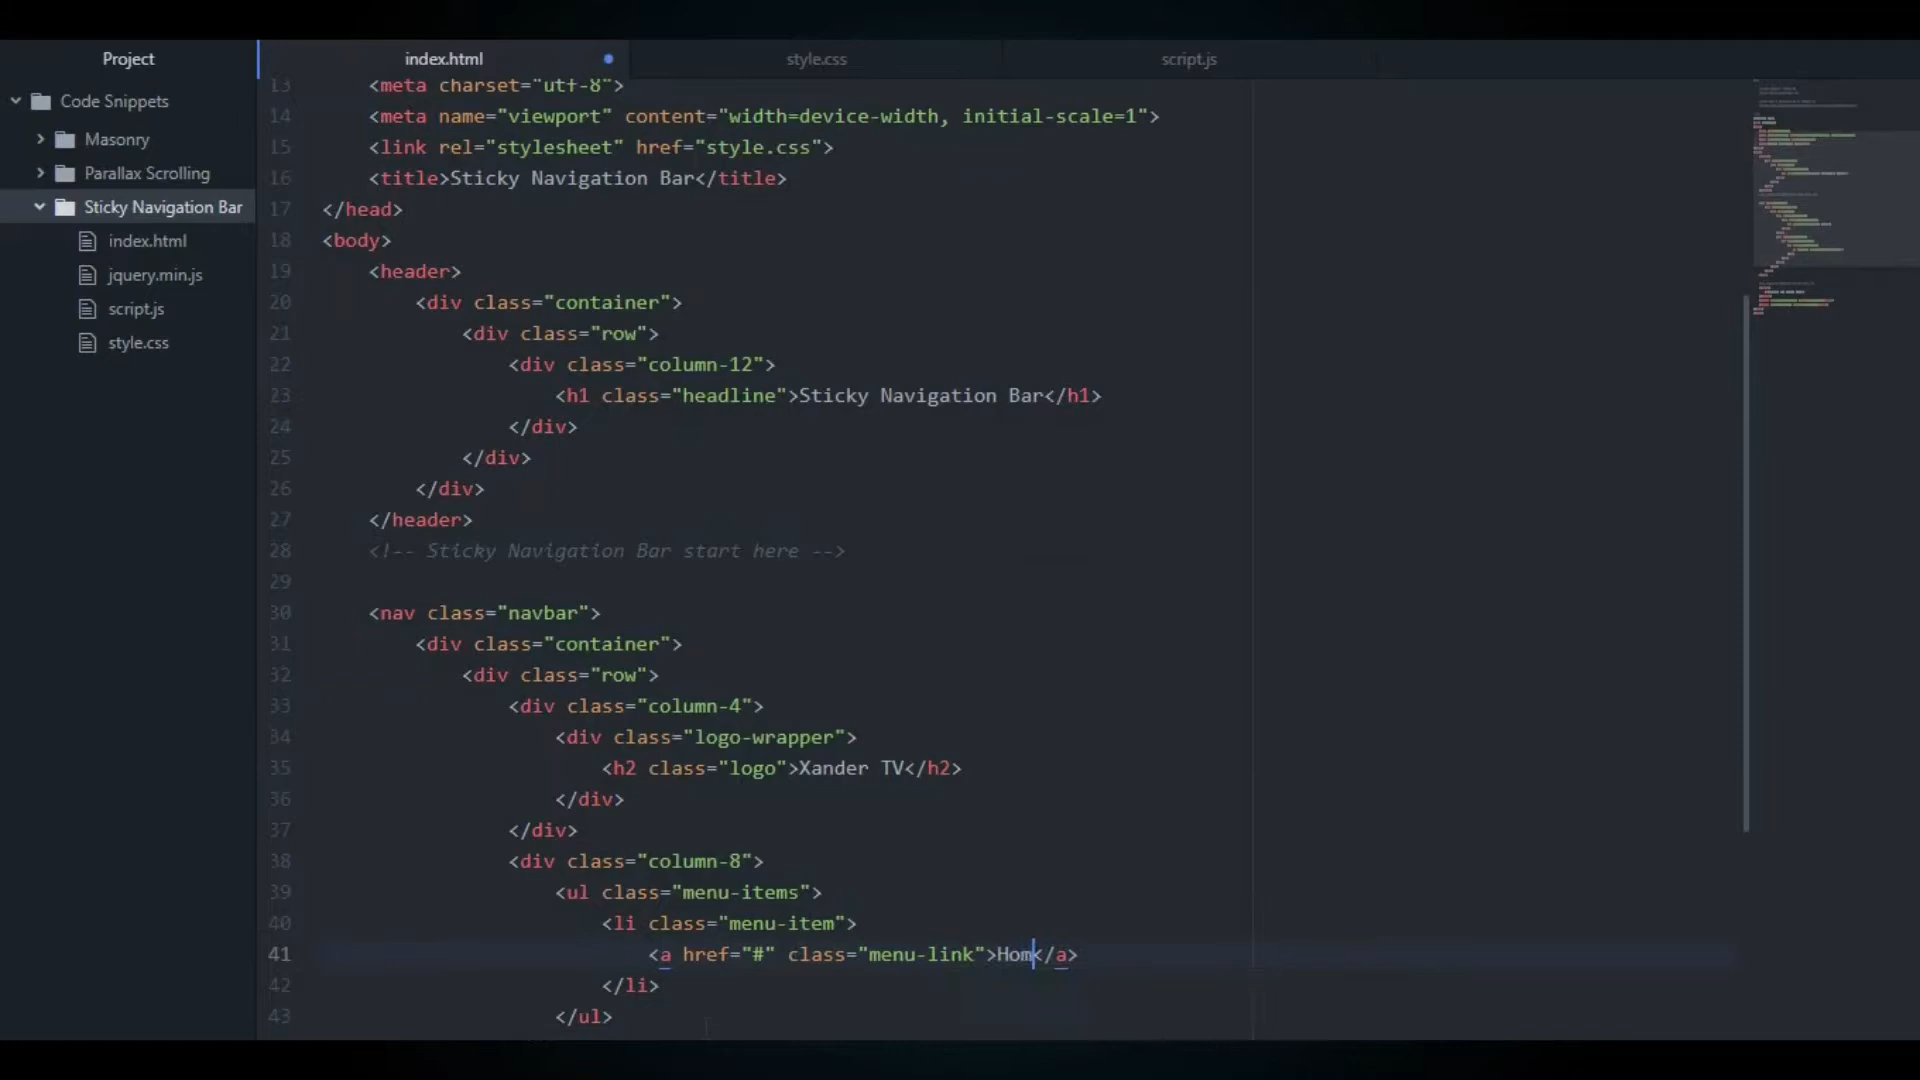 Project
index.html
style.css
script.js
Code Snippets
Masonry
Parallax Scrolling
Sticky Navigation Bar
index.html
jquery.min.js
script.js
style.css
13 <meta charset="utf-8">
14 <meta name="viewport" content="width=device-width, initial-scale=1">
15 <link rel="stylesheet" href="style.css">
16 <title>Sticky Navigation Bar</title>
17 </head>
18 <body>
19 <header>
20 <div class="container">
21 <div class="row">
22 <div class="column-12">
23 <h1 class="headline">Sticky Navigation Bar</h1>
24 </div>
25 </div>
26 </div>
27 </header>
28 <!-- Sticky Navigation Bar start here -->
29
30 <nav class="navbar">
31 <div class="container">
32 <div class="row">
33 <div class="column-4">
34 <div class="logo-wrapper">
35 <h2 class="logo">Xander TV</h2>
36 </div>
37 </div>
38 <div class="column-8">
39 <ul class="menu-items">
40 <li class="menu-item">
41 <a href="#" class="menu-link">Hom</a>
42 </li>
43 </ul>